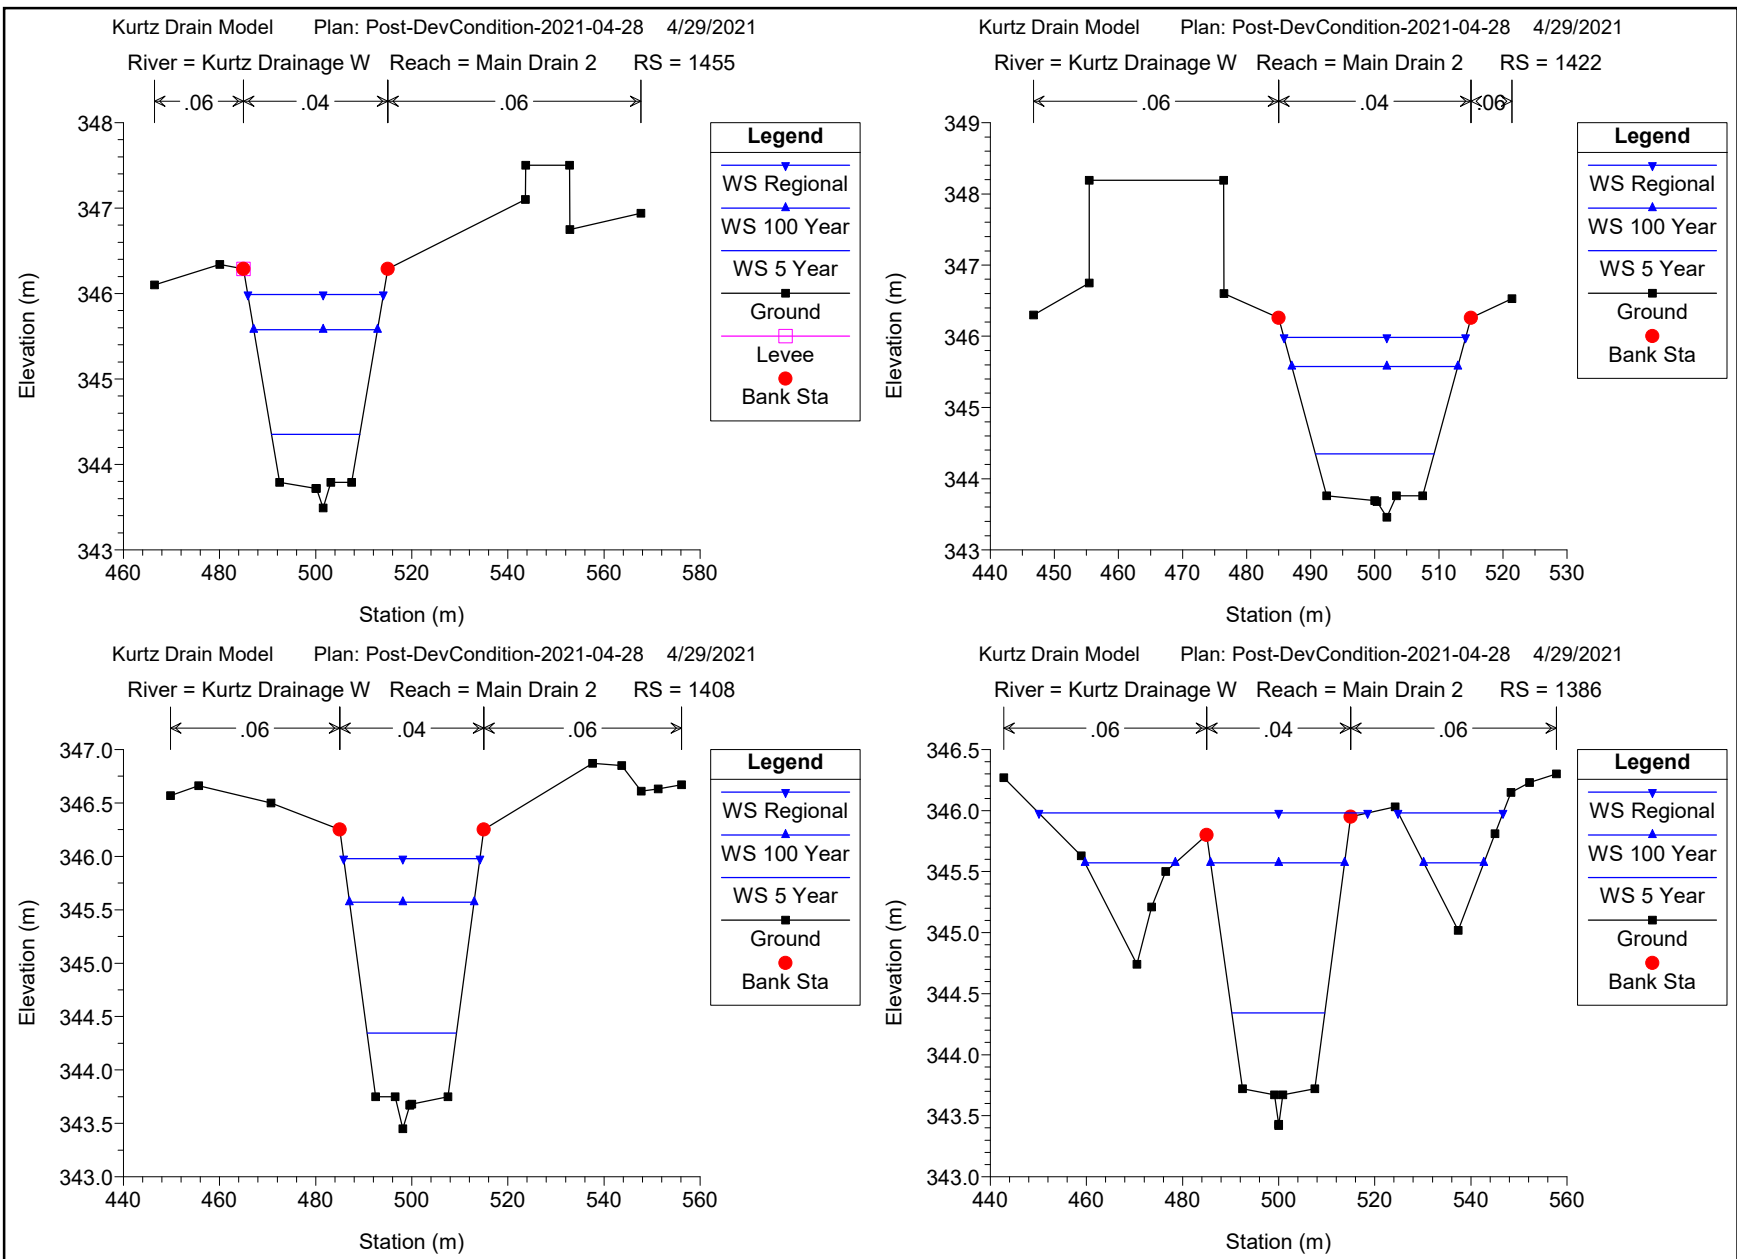 Kurtz Drain Model Plan: Post-DevCondition-2021-04-28 4/29/2021
River = Kurtz Drainage W Reach = Main Drain 2 RS = 1455
.06 .04 .06
348
347
346
345
344
343
Elevation (m)
460 480 500 520 540 560 580
Station (m)
Legend
WS Regional
WS 100 Year
WS 5 Year
Ground
Levee
Bank Sta
Kurtz Drain Model Plan: Post-DevCondition-2021-04-28 4/29/2021
River = Kurtz Drainage W Reach = Main Drain 2 RS = 1422
.06 .04 .06
349
348
347
346
345
344
343
Elevation (m)
440 450 460 470 480 490 500 510 520 530
Station (m)
Legend
WS Regional
WS 100 Year
WS 5 Year
Ground
Bank Sta
Kurtz Drain Model Plan: Post-DevCondition-2021-04-28 4/29/2021
River = Kurtz Drainage W Reach = Main Drain 2 RS = 1408
.06 .04 .06
347.0
346.5
346.0
345.5
345.0
344.5
344.0
343.5
343.0
Elevation (m)
440 460 480 500 520 540 560
Station (m)
Legend
WS Regional
WS 100 Year
WS 5 Year
Ground
Bank Sta
Kurtz Drain Model Plan: Post-DevCondition-2021-04-28 4/29/2021
River = Kurtz Drainage W Reach = Main Drain 2 RS = 1386
.06 .04 .06
346.5
346.0
345.5
345.0
344.5
344.0
343.5
343.0
Elevation (m)
440 460 480 500 520 540 560
Station (m)
Legend
WS Regional
WS 100 Year
WS 5 Year
Ground
Bank Sta